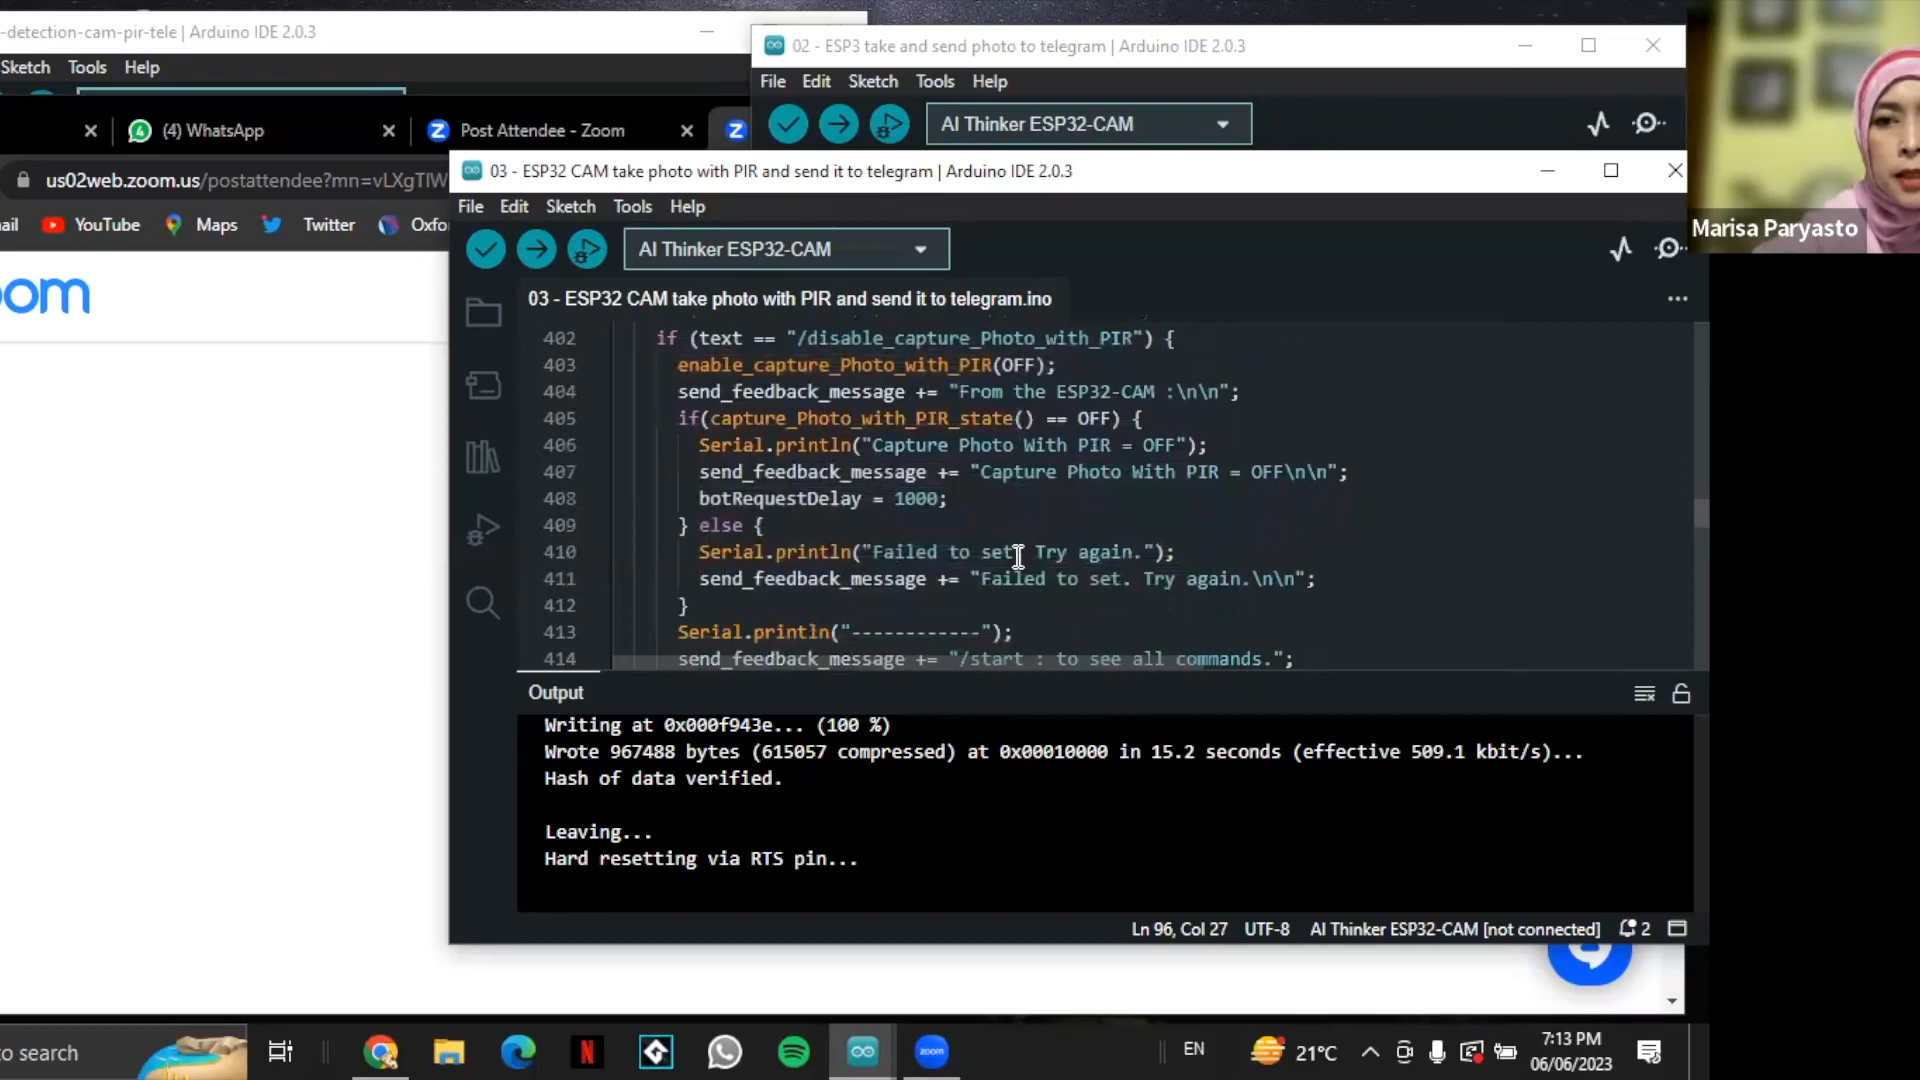 -detection-cam-pir-tele | Arduino IDE 2.0.3
Sketch Tools Help
02 - ESP3 take and send photo to telegram | Arduino IDE 2.0.3
File Edit Sketch Tools Help
AI Thinker ESP32-CAM
(4) WhatsApp
Post Attendee - Zoom
us02web.zoom.us/postattendee?mn=vLXgTlW
ail YouTube Maps Twitter Oxfo
oom
03 - ESP32 CAM take photo with PIR and send it to telegram | Arduino IDE 2.0.3
File Edit Sketch Tools Help
AI Thinker ESP32-CAM
Marisa Paryasto
03 - ESP32 CAM take photo with PIR and send it to telegram.ino
402 if (text == "/disable_capture_Photo_with_PIR") {
403 enable_capture_Photo_with_PIR(OFF);
404 send_feedback_message += "From the ESP32-CAM :\n\n";
405 if(capture_Photo_with_PIR_state() == OFF) {
406 Serial.println("Capture Photo With PIR = OFF");
407 send_feedback_message += "Capture Photo With PIR = OFF\n\n";
408 botRequestDelay = 1000;
409 } else {
410 Serial.println("Failed to set. Try again.");
411 send_feedback_message += "Failed to set. Try again.\n\n";
412 }
413 Serial.println("------------");
414 send_feedback_message += "/start : to see all commands.";
Output
Writing at 0x000f943e... (100 %)
Wrote 967488 bytes (615057 compressed) at 0x00010000 in 15.2 seconds (effective 509.1 kbit/s)...
Hash of data verified.
Leaving...
Hard resetting via RTS pin...
Ln 96, Col 27 UTF-8 AI Thinker ESP32-CAM [not connected] 2
to search
zoom
EN
21°C
7:13 PM
06/06/2023